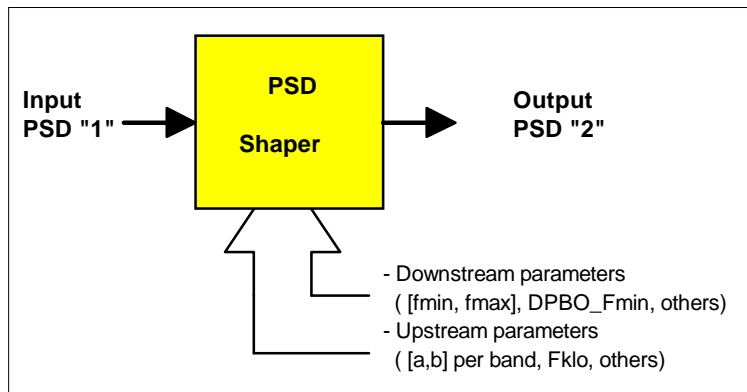 Input
PSD "1"
PSD
Shaper
Output
PSD "2"
- Downstream parameters
( [fmin, fmax], DPBO_Fmin, others)
- Upstream parameters
( [a,b] per band, Fklo, others)